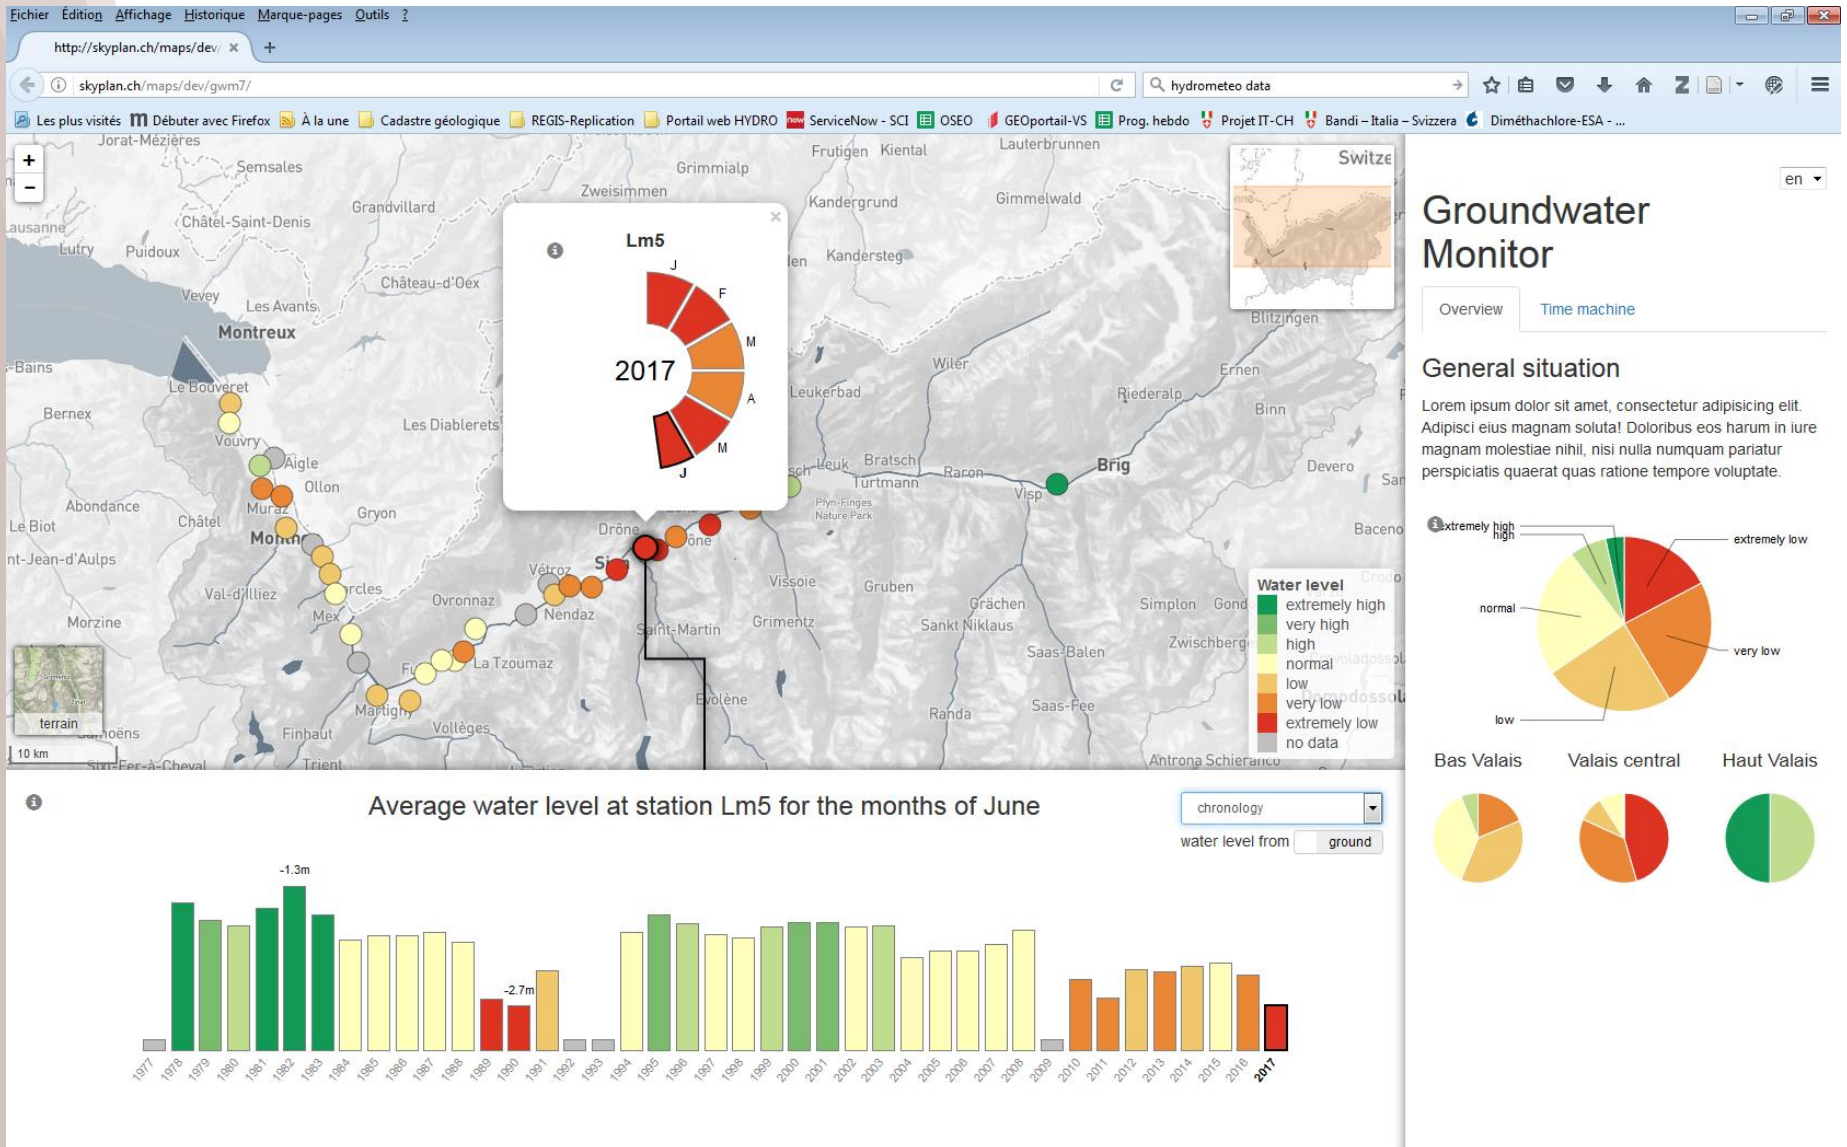 Fichier Édition Affichage Historique Marque-pages Outils ?
http://skyplan.ch/maps/dev/
skyplan.ch/maps/dev/gwm7/
hydrometeo data
Les plus visités Débuter avec Firefox À la une Cadastre géologique REGIS-Replication Portail web HYDRO now ServiceNow - SCI OSEO GEOportail-VS Prog. hebdo Projet IT-CH Bandi – Italia – Svizzera Diméthachlore-ESA - ...
+
−
Jorat-Mézières
Semsales
Châtel-Saint-Denis
Grandvillard
Lutry
Puidoux
Vevey
Les Avants
Château-d'Oex
Montreux
Zweisimmen
Grimmialp
Frutigen
Kiental
Lauterbrunnen
Kandergrund
Gimmelwald
Kandersteg
Switze
Blitzingen
Le Bouveret
Bernex
Vouvry
Les Diablerets
Aigle
Ollon
Abondance
Châtel
Muraz
Gryon
Le Biot
Val-d'Illiez
Morzine
Mex
Ovronnaz
Vétroz
Nendaz
Drône
La Tzoumaz
Martigny
Vollèges
Finhaut
Trient
Sixt-Fer-à-Cheval
Leukerbad
Wiler
Riederalp
Ernen
Binn
Leuk
Bratsch
Turtmann
Raron
Visp
Brig
Devero
Pfyn-Finges
Nature Park
Baceno
Vissoie
Gruben
Saint-Martin
Grimentz
Grächen
Sankt Niklaus
Simplon
Saas-Balen
Evolène
Randa
Saas-Fee
Antrona Schieranco
Lm5
2017
J
F
M
A
M
J
Water level
extremely high
very high
high
normal
low
very low
extremely low
no data
terrain
10 km
en
Groundwater
Monitor
Overview Time machine
General situation
Lorem ipsum dolor sit amet, consectetur adipisicing elit.
Adipisci eius magnam soluta! Doloribus eos harum in iure
magnam molestiae nihil, nisi nulla numquam pariatur
perspiciatis quaerat quas ratione tempore voluptate.
extremely high
high
extremely low
normal
very low
low
Bas Valais Valais central Haut Valais
Average water level at station Lm5 for the months of June
chronology
water level from ground
-1.3m
-2.7m
1977 1978 1979 1980 1981 1982 1983 1984 1985 1986 1987 1988 1989 1990 1991 1992 1993 1994 1995 1996 1997 1998 1999 2000 2001 2002 2003 2004 2005 2006 2007 2008 2009 2010 2011 2012 2013 2014 2015 2016 2017